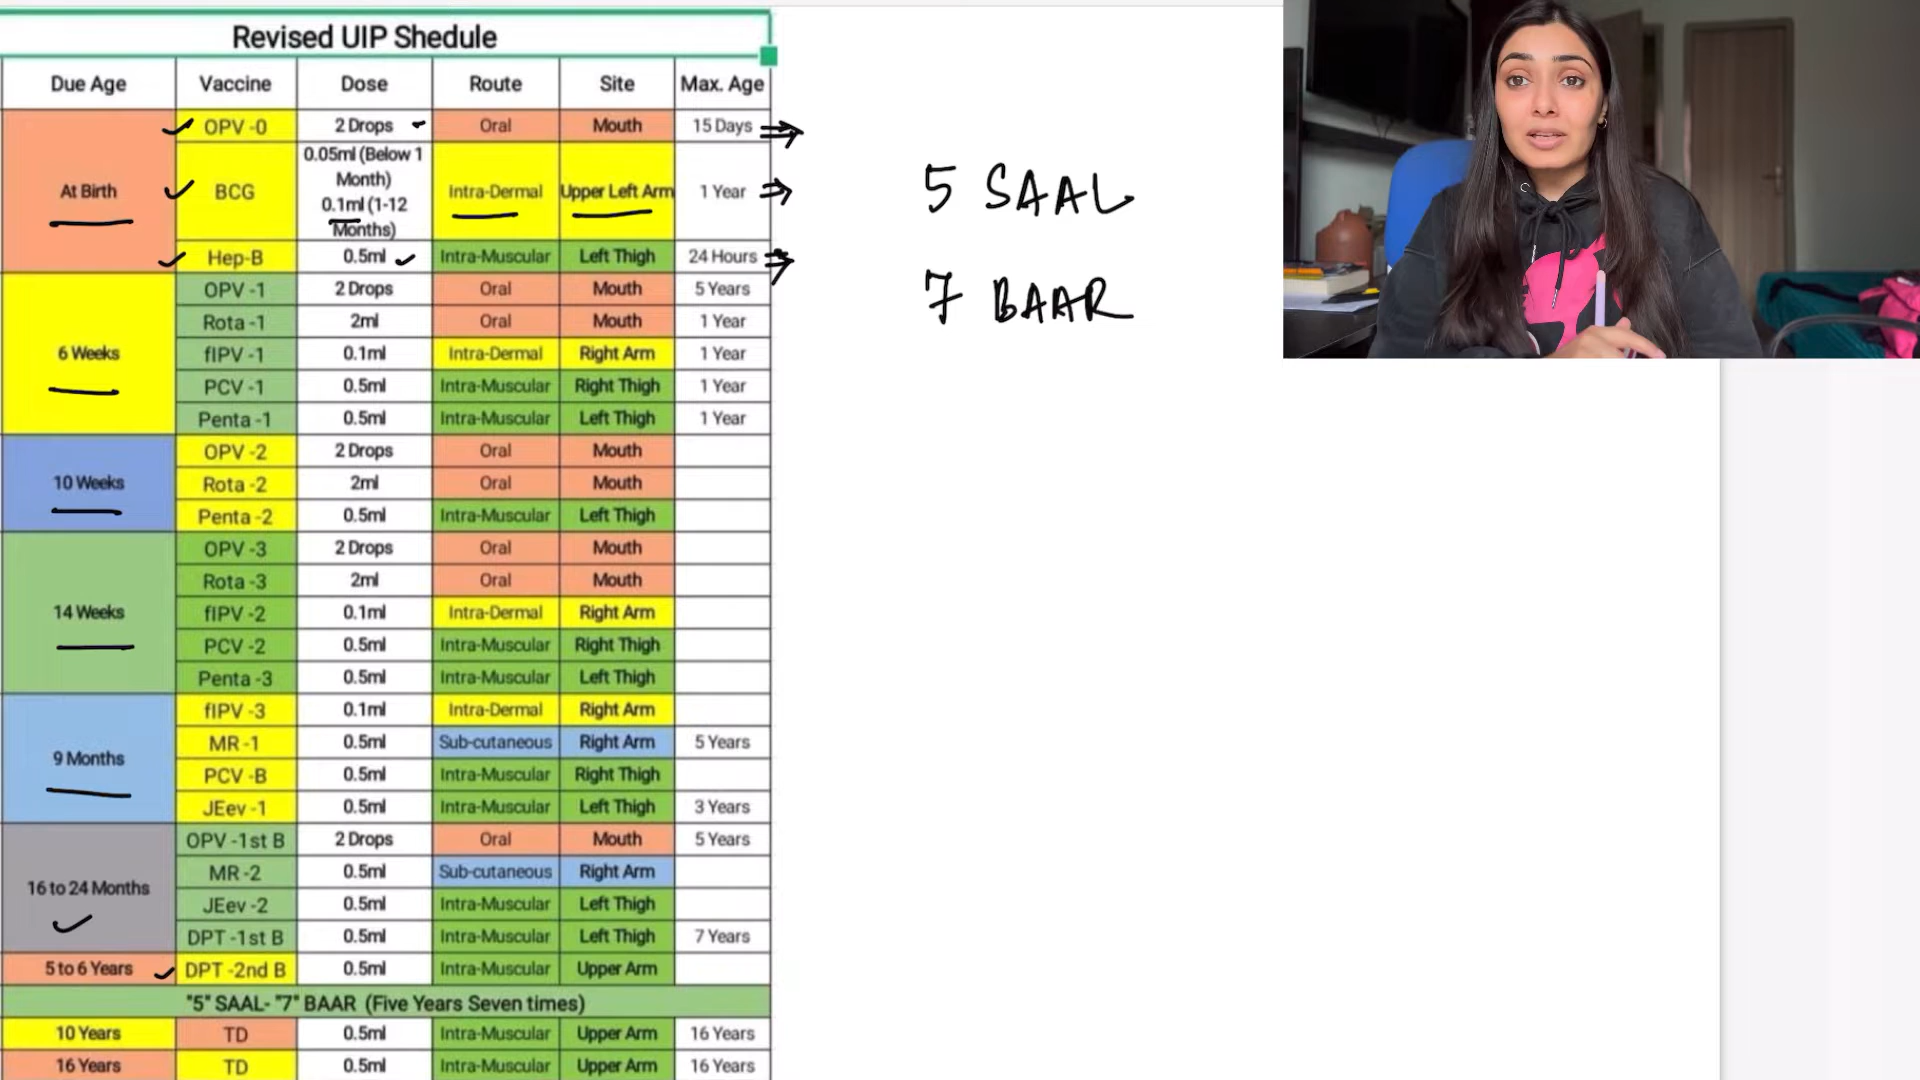 Revised UIP Shedule
Due Age Vaccine Dose Route Site Max. Age
At Birth OPV -0 2 Drops Oral Mouth 15 Days
BCG 0.05ml (Below 1 Month) 0.1ml (1-12 Months) Intra-Dermal Upper Left Arm 1 Year
Hep-B 0.5ml Intra-Muscular Left Thigh 24 Hours
6 Weeks OPV -1 2 Drops Oral Mouth 5 Years
Rota -1 2ml Oral Mouth 1 Year
fIPV -1 0.1ml Intra-Dermal Right Arm 1 Year
PCV -1 0.5ml Intra-Muscular Right Thigh 1 Year
Penta -1 0.5ml Intra-Muscular Left Thigh 1 Year
10 Weeks OPV -2 2 Drops Oral Mouth
Rota -2 2ml Oral Mouth
Penta -2 0.5ml Intra-Muscular Left Thigh
14 Weeks OPV -3 2 Drops Oral Mouth
Rota -3 2ml Oral Mouth
fIPV -2 0.1ml Intra-Dermal Right Arm
PCV -2 0.5ml Intra-Muscular Right Thigh
Penta -3 0.5ml Intra-Muscular Left Thigh
9 Months fIPV -3 0.1ml Intra-Dermal Right Arm
MR -1 0.5ml Sub-cutaneous Right Arm 5 Years
PCV -B 0.5ml Intra-Muscular Right Thigh
JEev -1 0.5ml Intra-Muscular Left Thigh 3 Years
16 to 24 Months OPV -1st B 2 Drops Oral Mouth 5 Years
MR -2 0.5ml Sub-cutaneous Right Arm
JEev -2 0.5ml Intra-Muscular Left Thigh
DPT -1st B 0.5ml Intra-Muscular Left Thigh 7 Years
5 to 6 Years DPT -2nd B 0.5ml Intra-Muscular Upper Arm
"5" SAAL- "7" BAAR (Five Years Seven times)
10 Years TD 0.5ml Intra-Muscular Upper Arm 16 Years
16 Years TD 0.5ml Intra-Muscular Upper Arm 16 Years
5 SAAL
7 BAAR